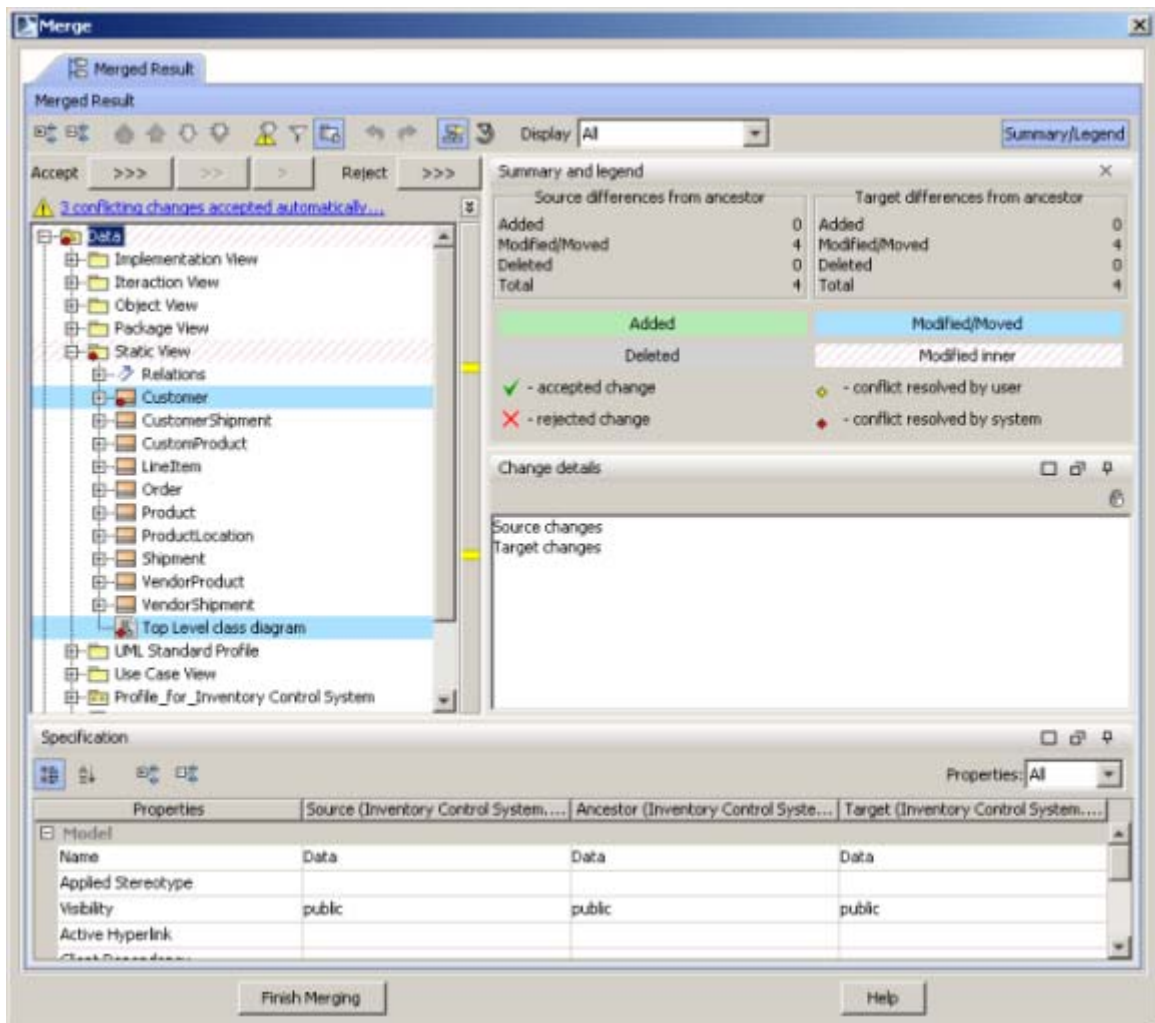 Merge
Merged Result
Merged Result
Display All Summary/Legend
Accept >>> >> > Reject >>>
3 conflicting changes accepted automatically...
Data
Implementation View
Iteraction View
Object View
Package View
Static View
Relations
Customer
CustomerShipment
CustomProduct
LineItem
Order
Product
ProductLocation
Shipment
VendorProduct
VendorShipment
Top Level class diagram
UML Standard Profile
Use Case View
Profile_for_Inventory Control System
Summary and legend
Source differences from ancestor
Added 0
Modified/Moved 4
Deleted 0
Total 4
Target differences from ancestor
Added 0
Modified/Moved 4
Deleted 0
Total 4
Added Modified/Moved
Deleted Modified inner
- accepted change - conflict resolved by user
- rejected change - conflict resolved by system
Change details
Source changes
Target changes
Specification
Properties: All
Properties Source (Inventory Control System.... Ancestor (Inventory Control Syste... Target (Inventory Control System....
Model
Name Data Data Data
Applied Stereotype
Visibility public public public
Active Hyperlink
Client Dependency
Finish Merging Help